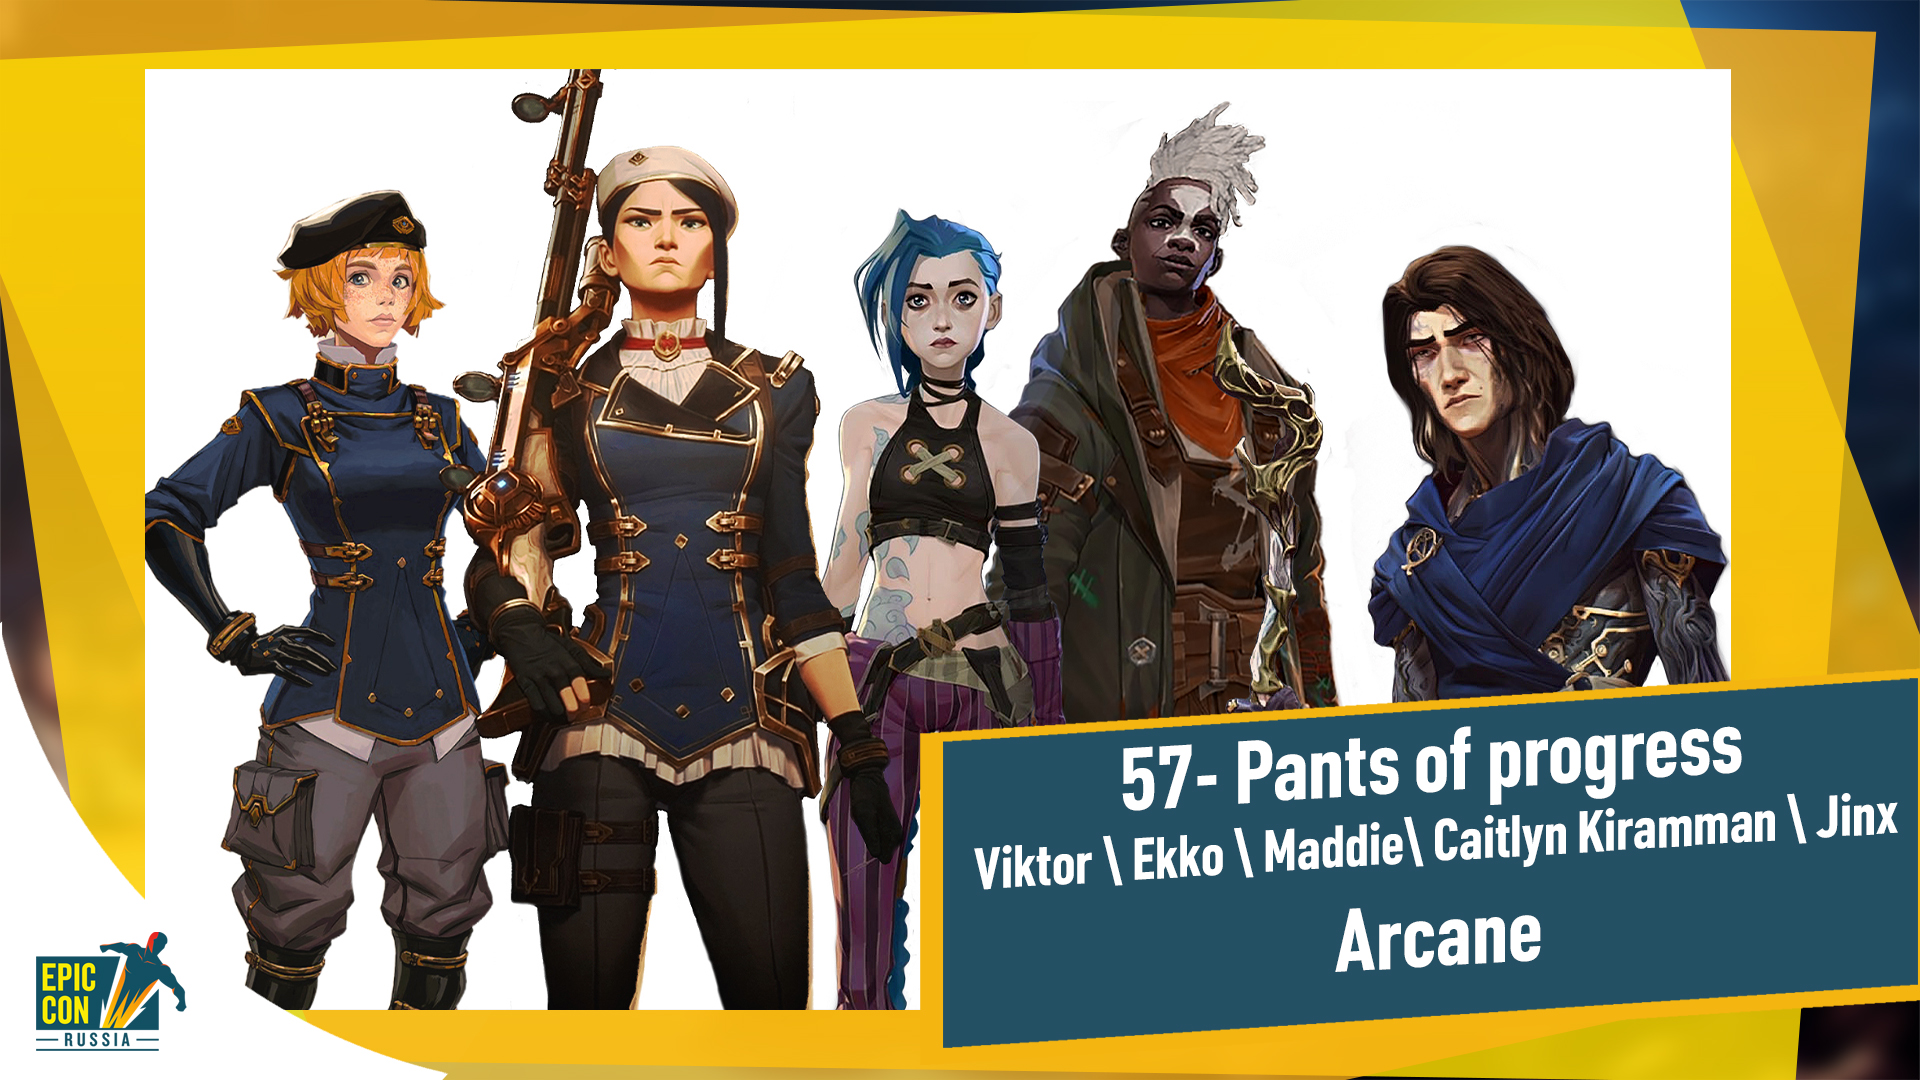 57- Pants of progress
Viktor \ Ekko \ Maddie\ Caitlyn Kiramman \ Jinx
Arcane
EPIC
CON
RUSSIA